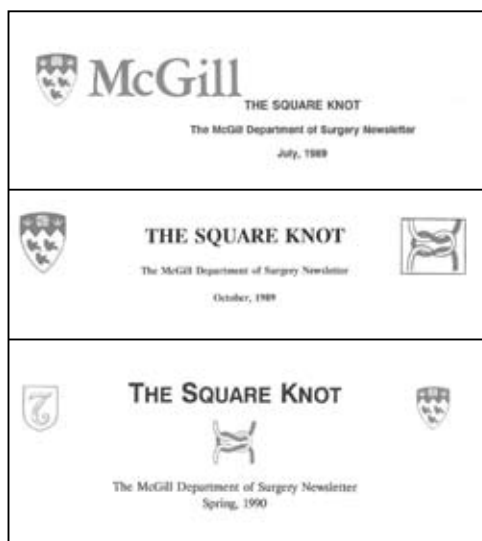 McGill
THE SQUARE KNOT
The McGill Department of Surgery Newsletter
July, 1989
THE SQUARE KNOT
The McGill Department of Surgery Newsletter
October, 1989
THE SQUARE KNOT
The McGill Department of Surgery Newsletter
Spring, 1990